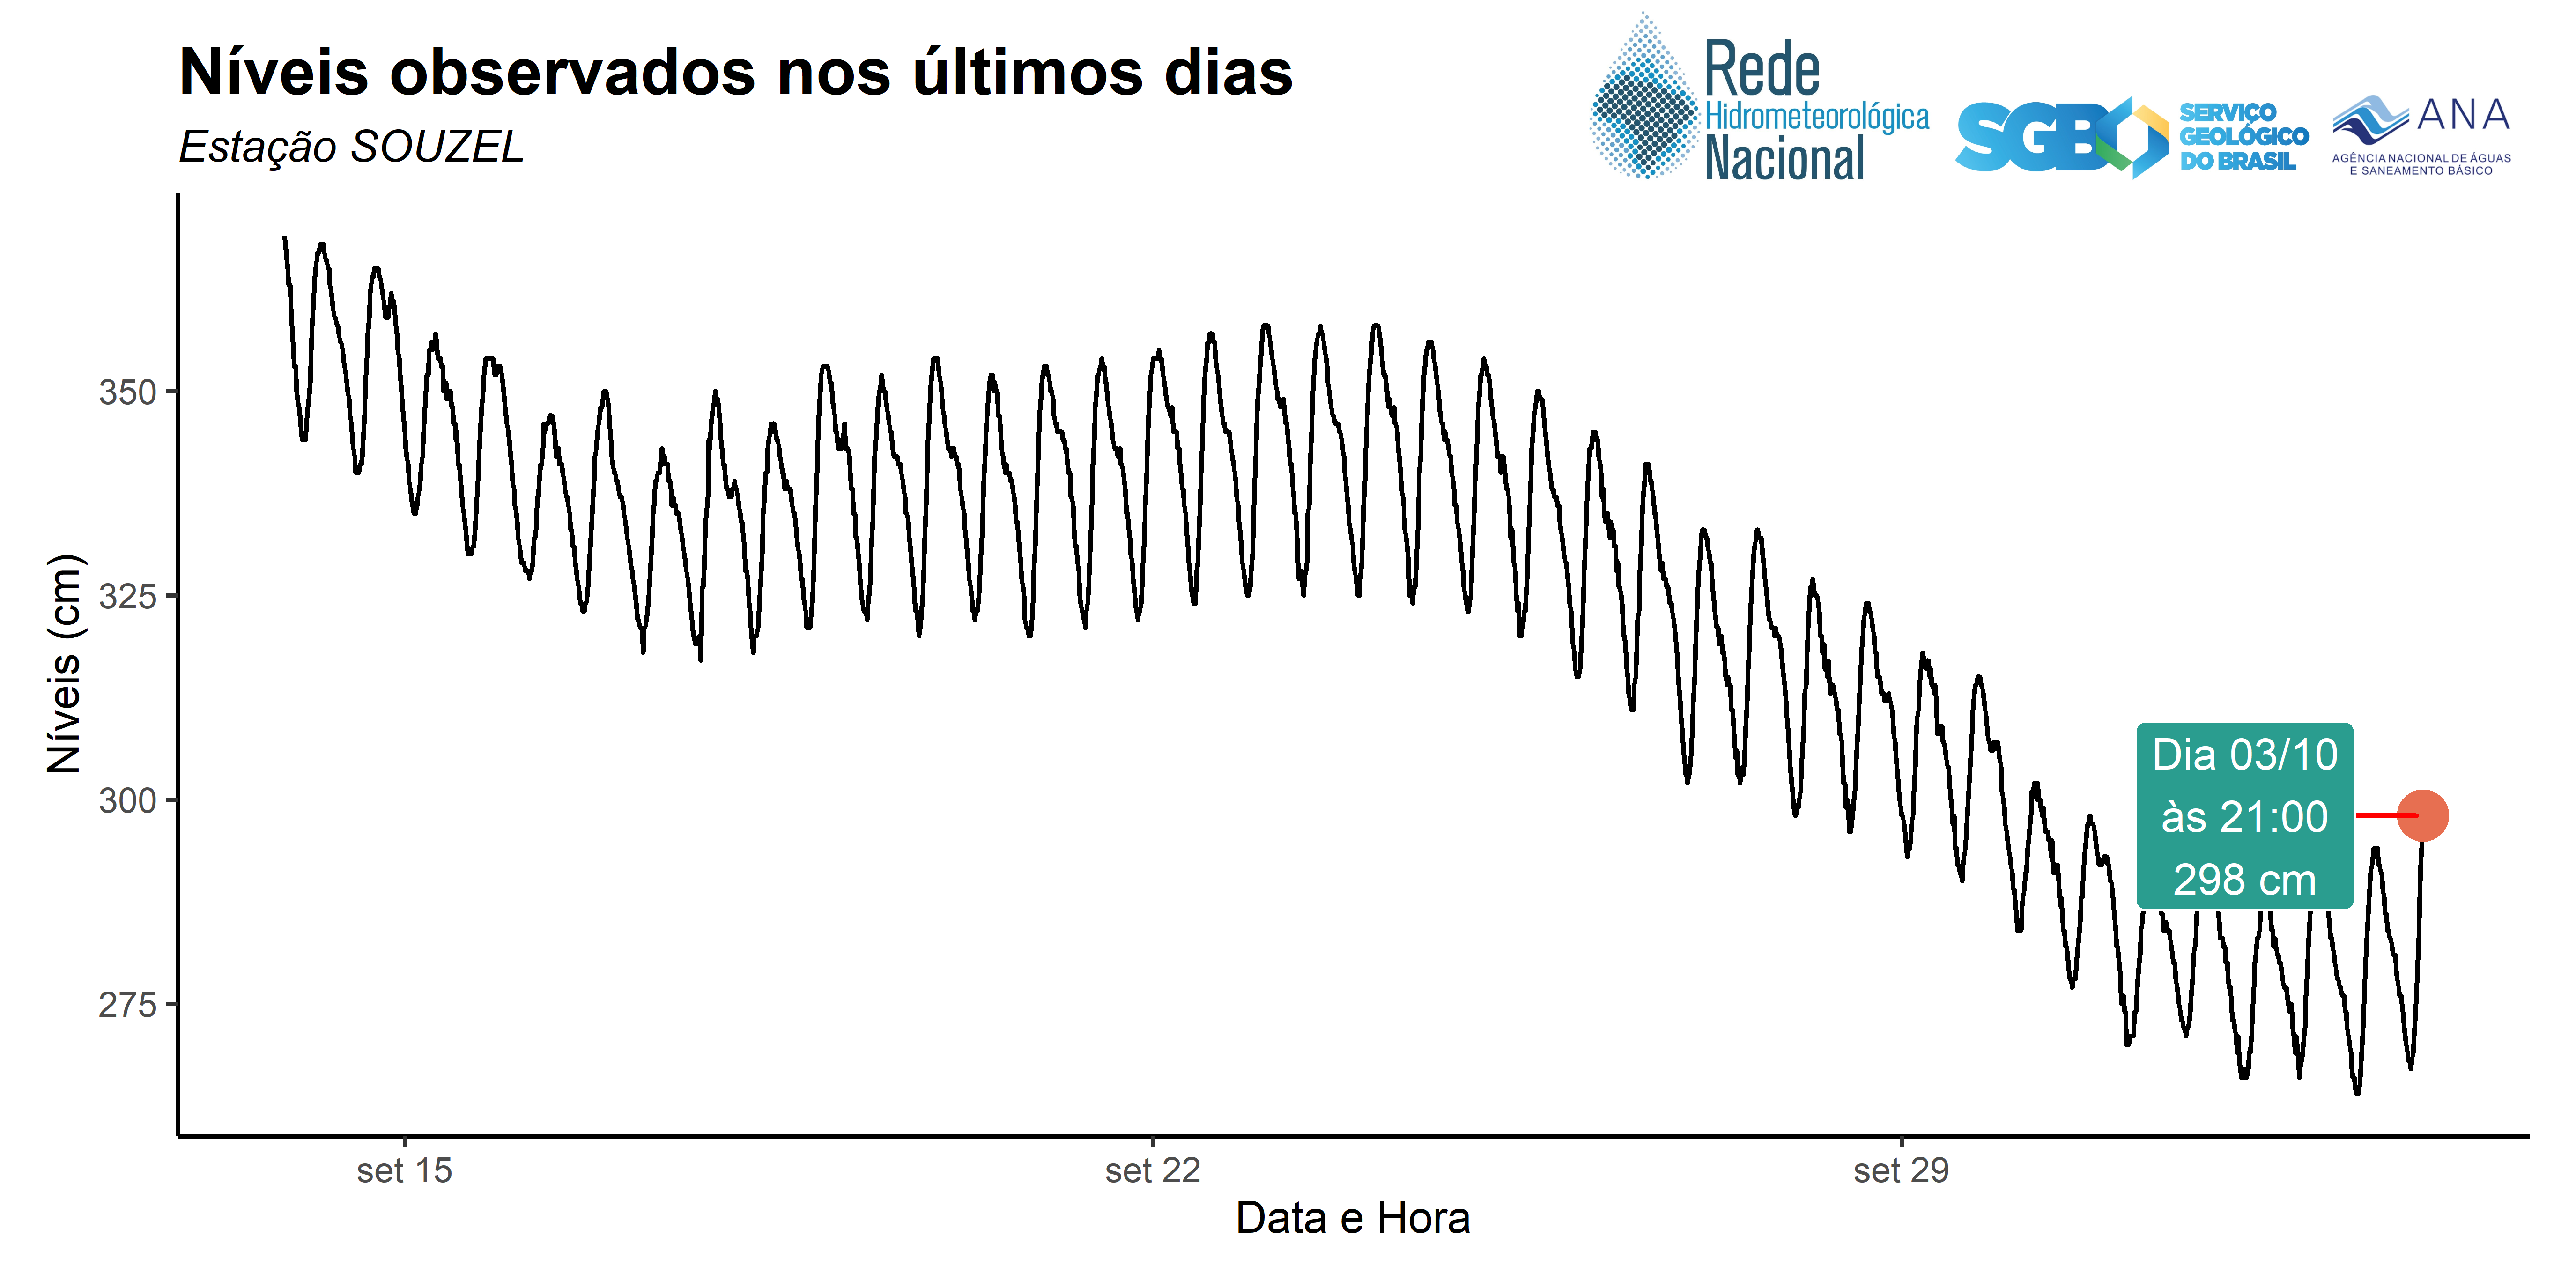 Níveis observados nos últimos dias
Estação SOUZEL
Rede
Hidrometeorológica
Nacional
SGB
SERVIÇO
GEOLÓGICO
DO BRASIL
ANA
AGÊNCIA NACIONAL DE ÁGUAS
E SANEAMENTO BÁSICO
350
325
300
275
Níveis (cm)
Dia 03/10
às 21:00
298 cm
set 15
set 22
set 29
Data e Hora